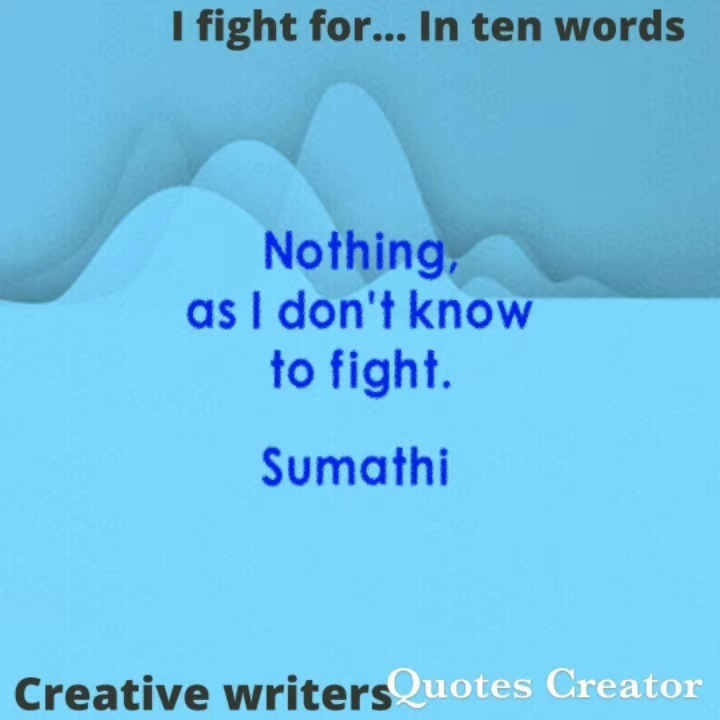 I fight for... In ten words
Nothing,
as I don't know
to fight.
Sumathi
Creative writers
Quotes Creator